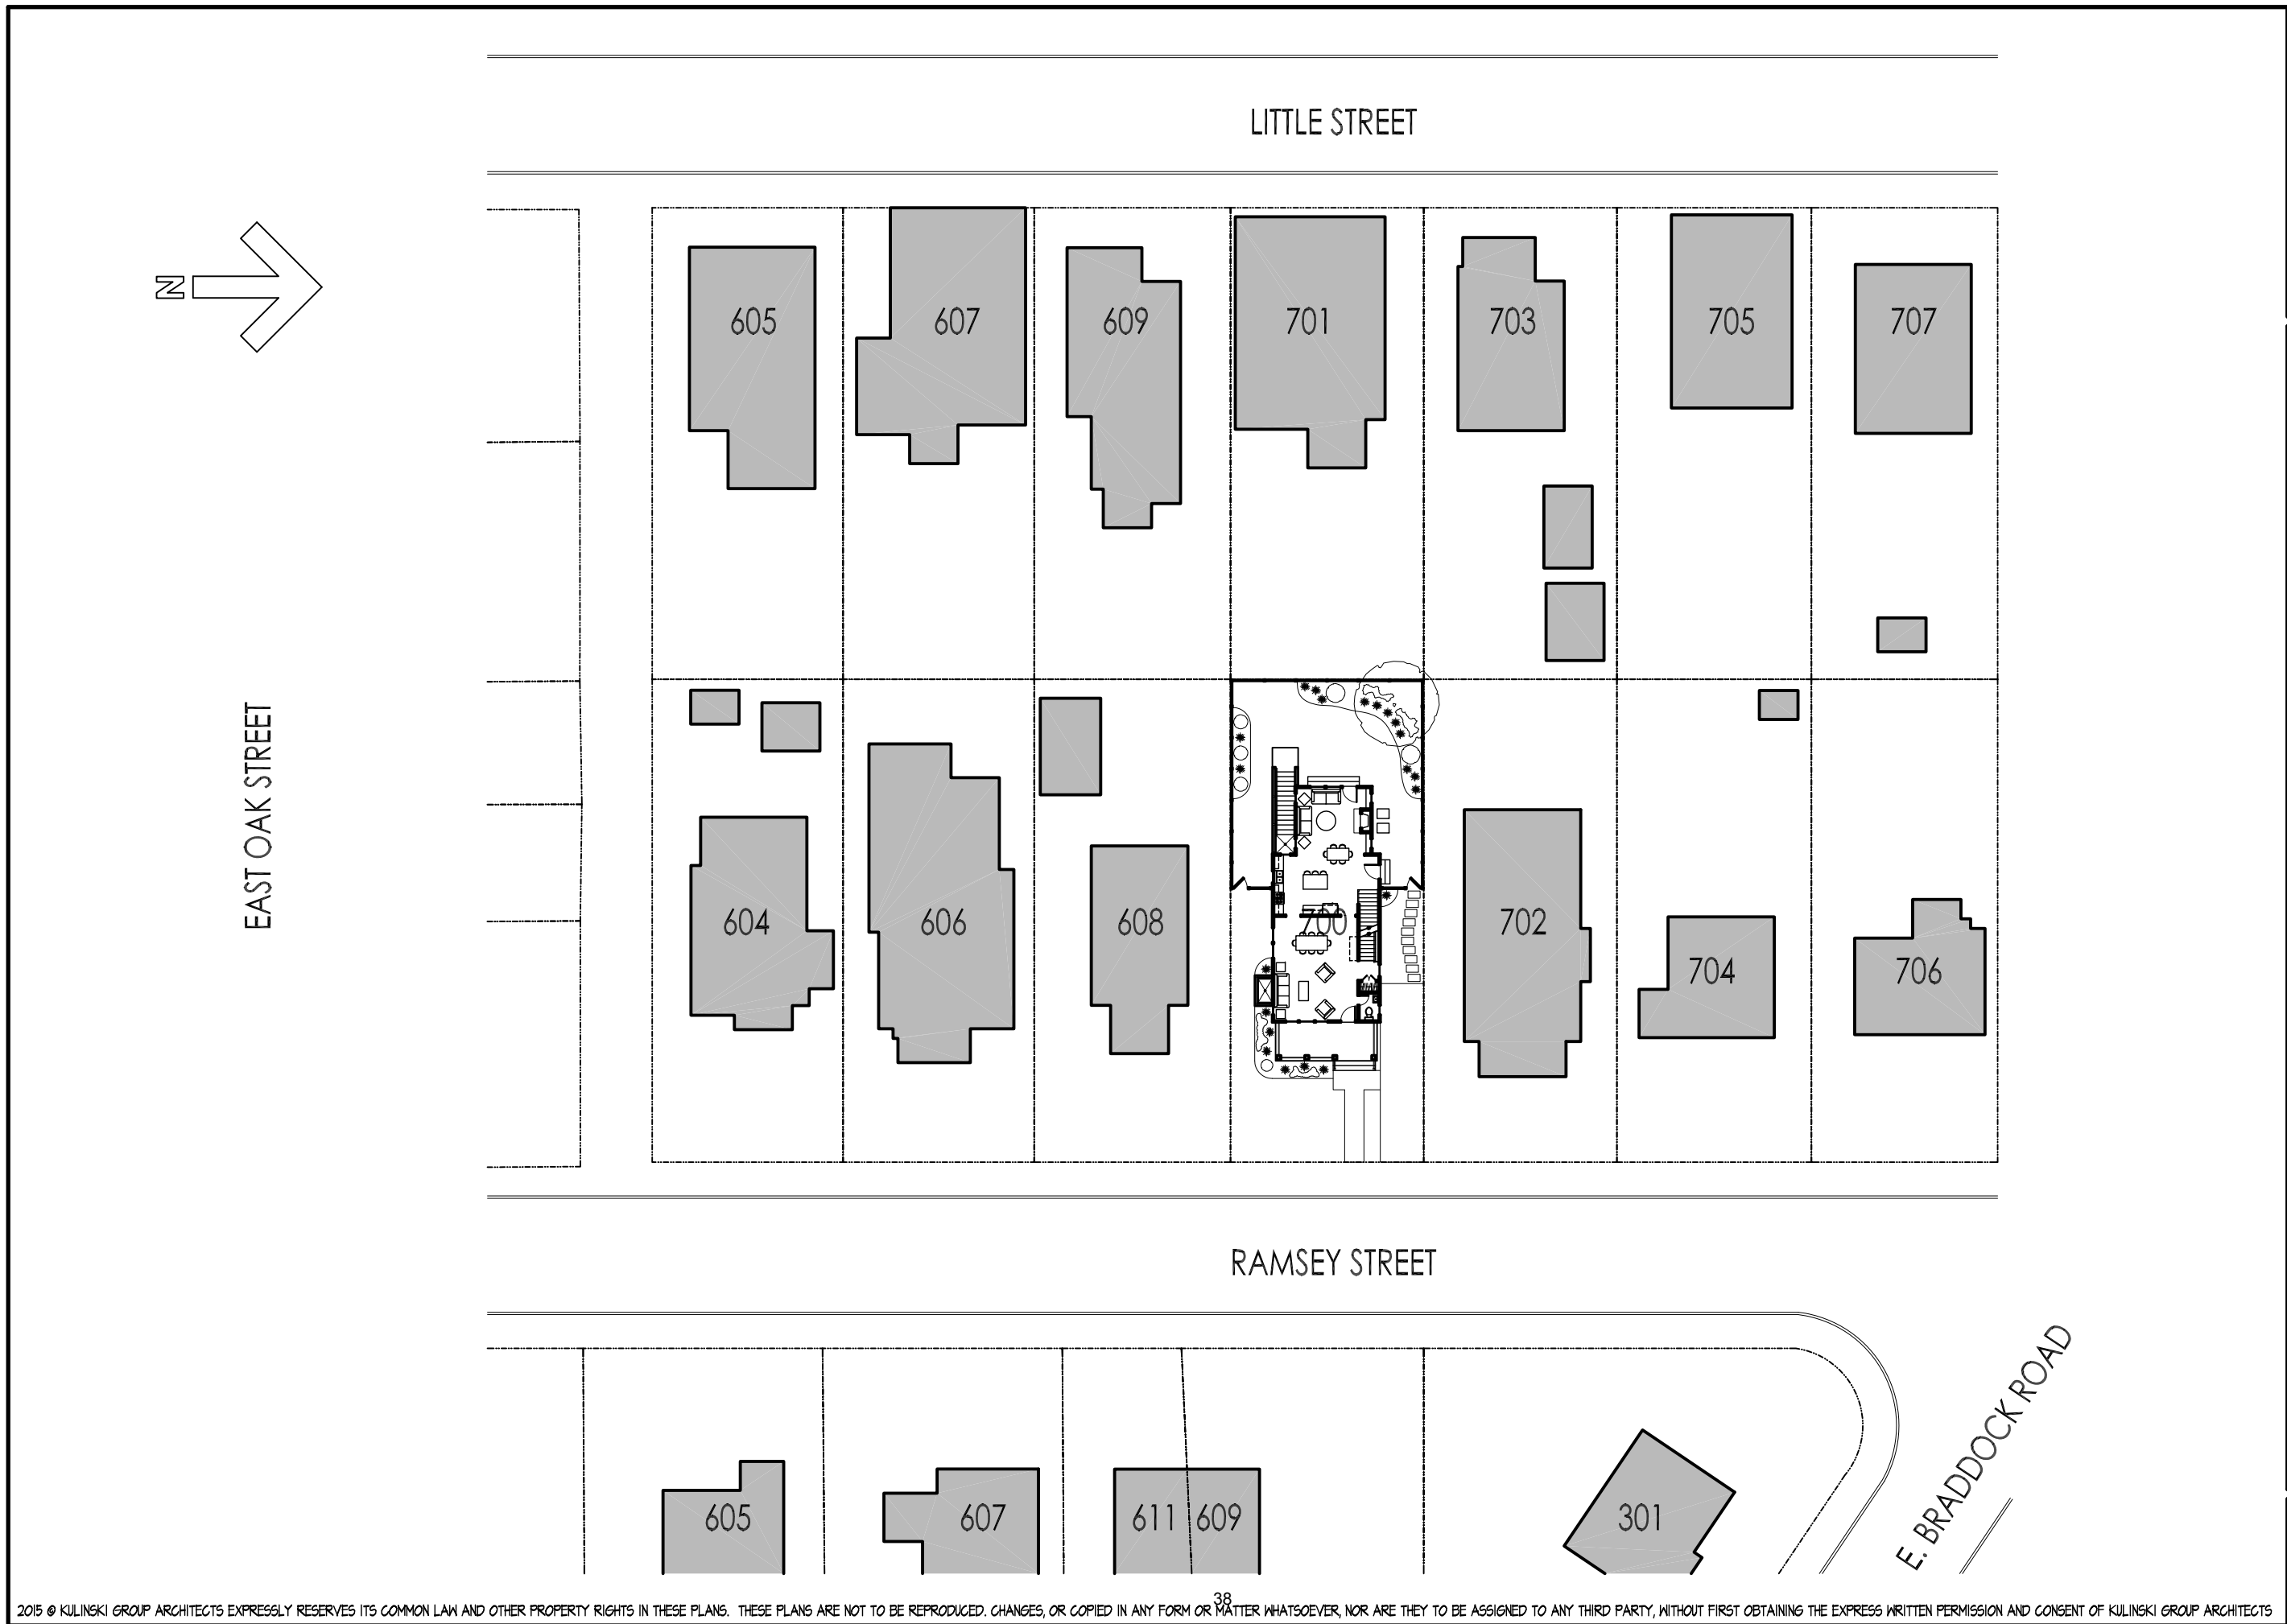 LITTLE STREET
N
605 607 609 701 703 705 707
EAST OAK STREET
604 606 608 700 702 704 706
RAMSEY STREET
E. BRADDOCK ROAD
605 607 611 609 301
38
2015 © KULINSKI GROUP ARCHITECTS EXPRESSLY RESERVES ITS COMMON LAW AND OTHER PROPERTY RIGHTS IN THESE PLANS. THESE PLANS ARE NOT TO BE REPRODUCED. CHANGES, OR COPIED IN ANY FORM OR MATTER WHATSOEVER, NOR ARE THEY TO BE ASSIGNED TO ANY THIRD PARTY, WITHOUT FIRST OBTAINING THE EXPRESS WRITTEN PERMISSION AND CONSENT OF KULINSKI GROUP ARCHITECTS